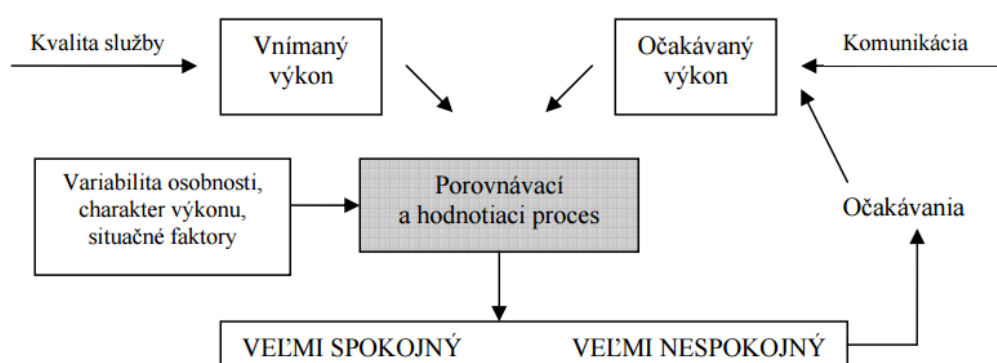 Kvalita služby
Vnímaný
výkon
Očakávaný
výkon
Komunikácia
Variabilita osobnosti,
charakter výkonu,
situačné faktory
Porovnávací
a hodnotiaci proces
Očakávania
VEĽMI SPOKOJNÝ
VEĽMI NESPOKOJNÝ